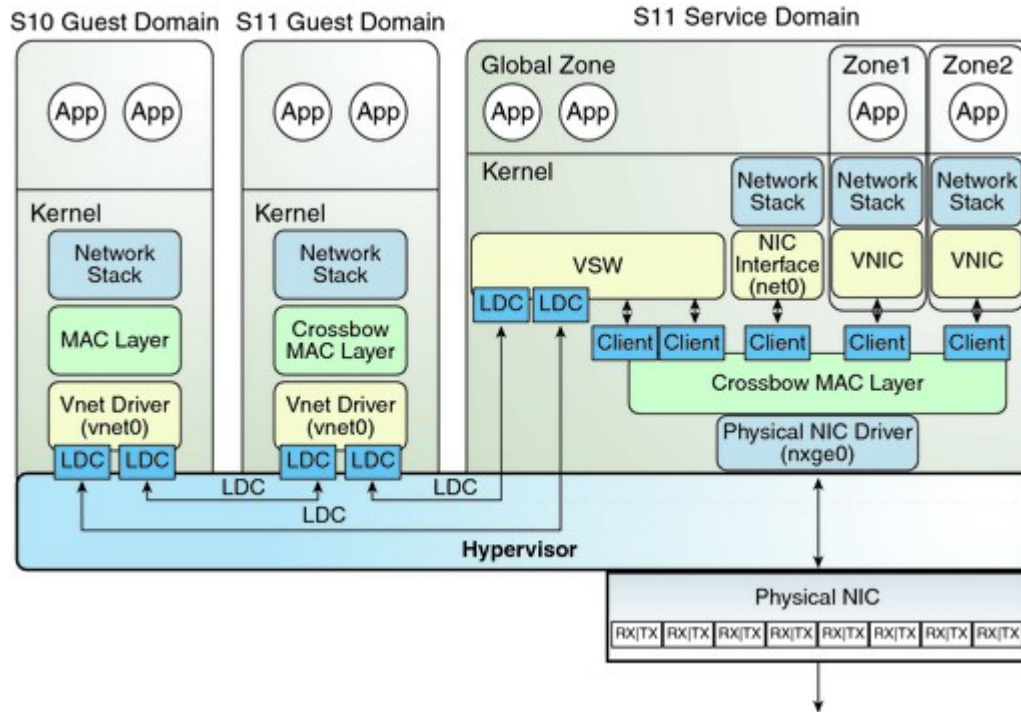 S10 Guest Domain
S11 Guest Domain
S11 Service Domain
App
App
Kernel
Network
Stack
MAC Layer
Vnet Driver
(vnet0)
LDC
LDC
App
App
Kernel
Network
Stack
Crossbow
MAC Layer
Vnet Driver
(vnet0)
LDC
LDC
Global Zone
App
App
Zone1
App
Zone2
App
Kernel
Network
Stack
Network
Stack
Network
Stack
VSW
NIC
Interface
(net0)
VNIC
VNIC
LDC
LDC
Client
Client
Client
Client
Client
Crossbow MAC Layer
Physical NIC Driver
(nxge0)
LDC
LDC
LDC
Hypervisor
Physical NIC
RX|TX
RX|TX
RX|TX
RX|TX
RX|TX
RX|TX
RX|TX
RX|TX